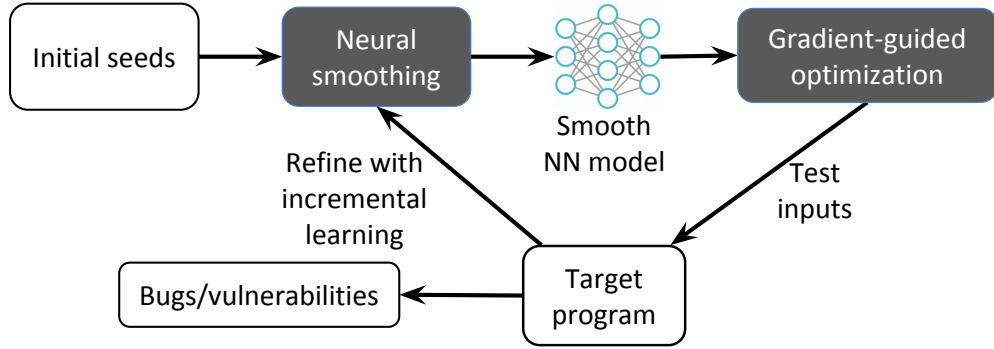 Initial seeds
Neural
smoothing
Gradient-guided
optimization
Smooth
NN model
Refine with
incremental
learning
Test
inputs
Bugs/vulnerabilities
Target
program